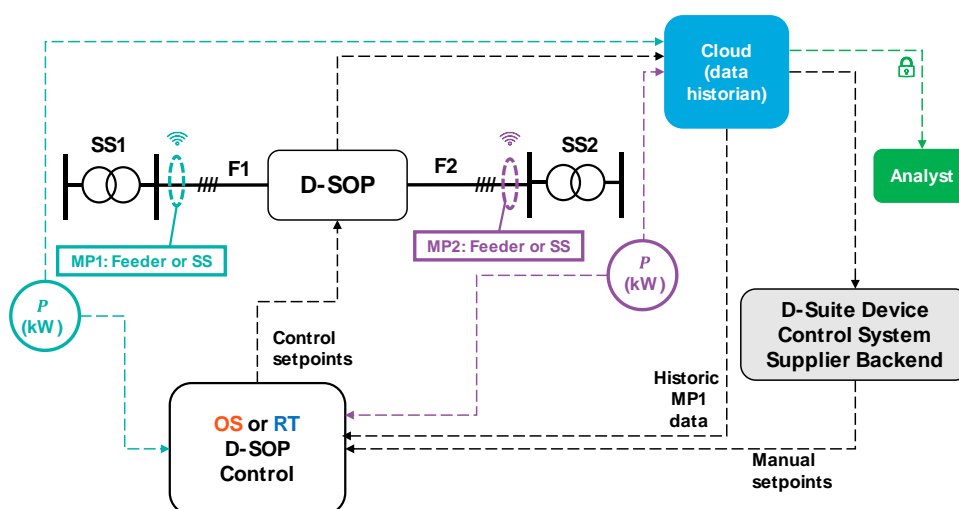 Cloud
(data
historian)
SS1
F1
D-SOP
F2
SS2
Analyst
MP1: Feeder or SS
MP2: Feeder or SS
P
(kW)
P
(kW)
D-Suite Device
Control System
Supplier Backend
Control
setpoints
Historic
MP1
data
OS or RT
D-SOP
Control
Manual
setpoints